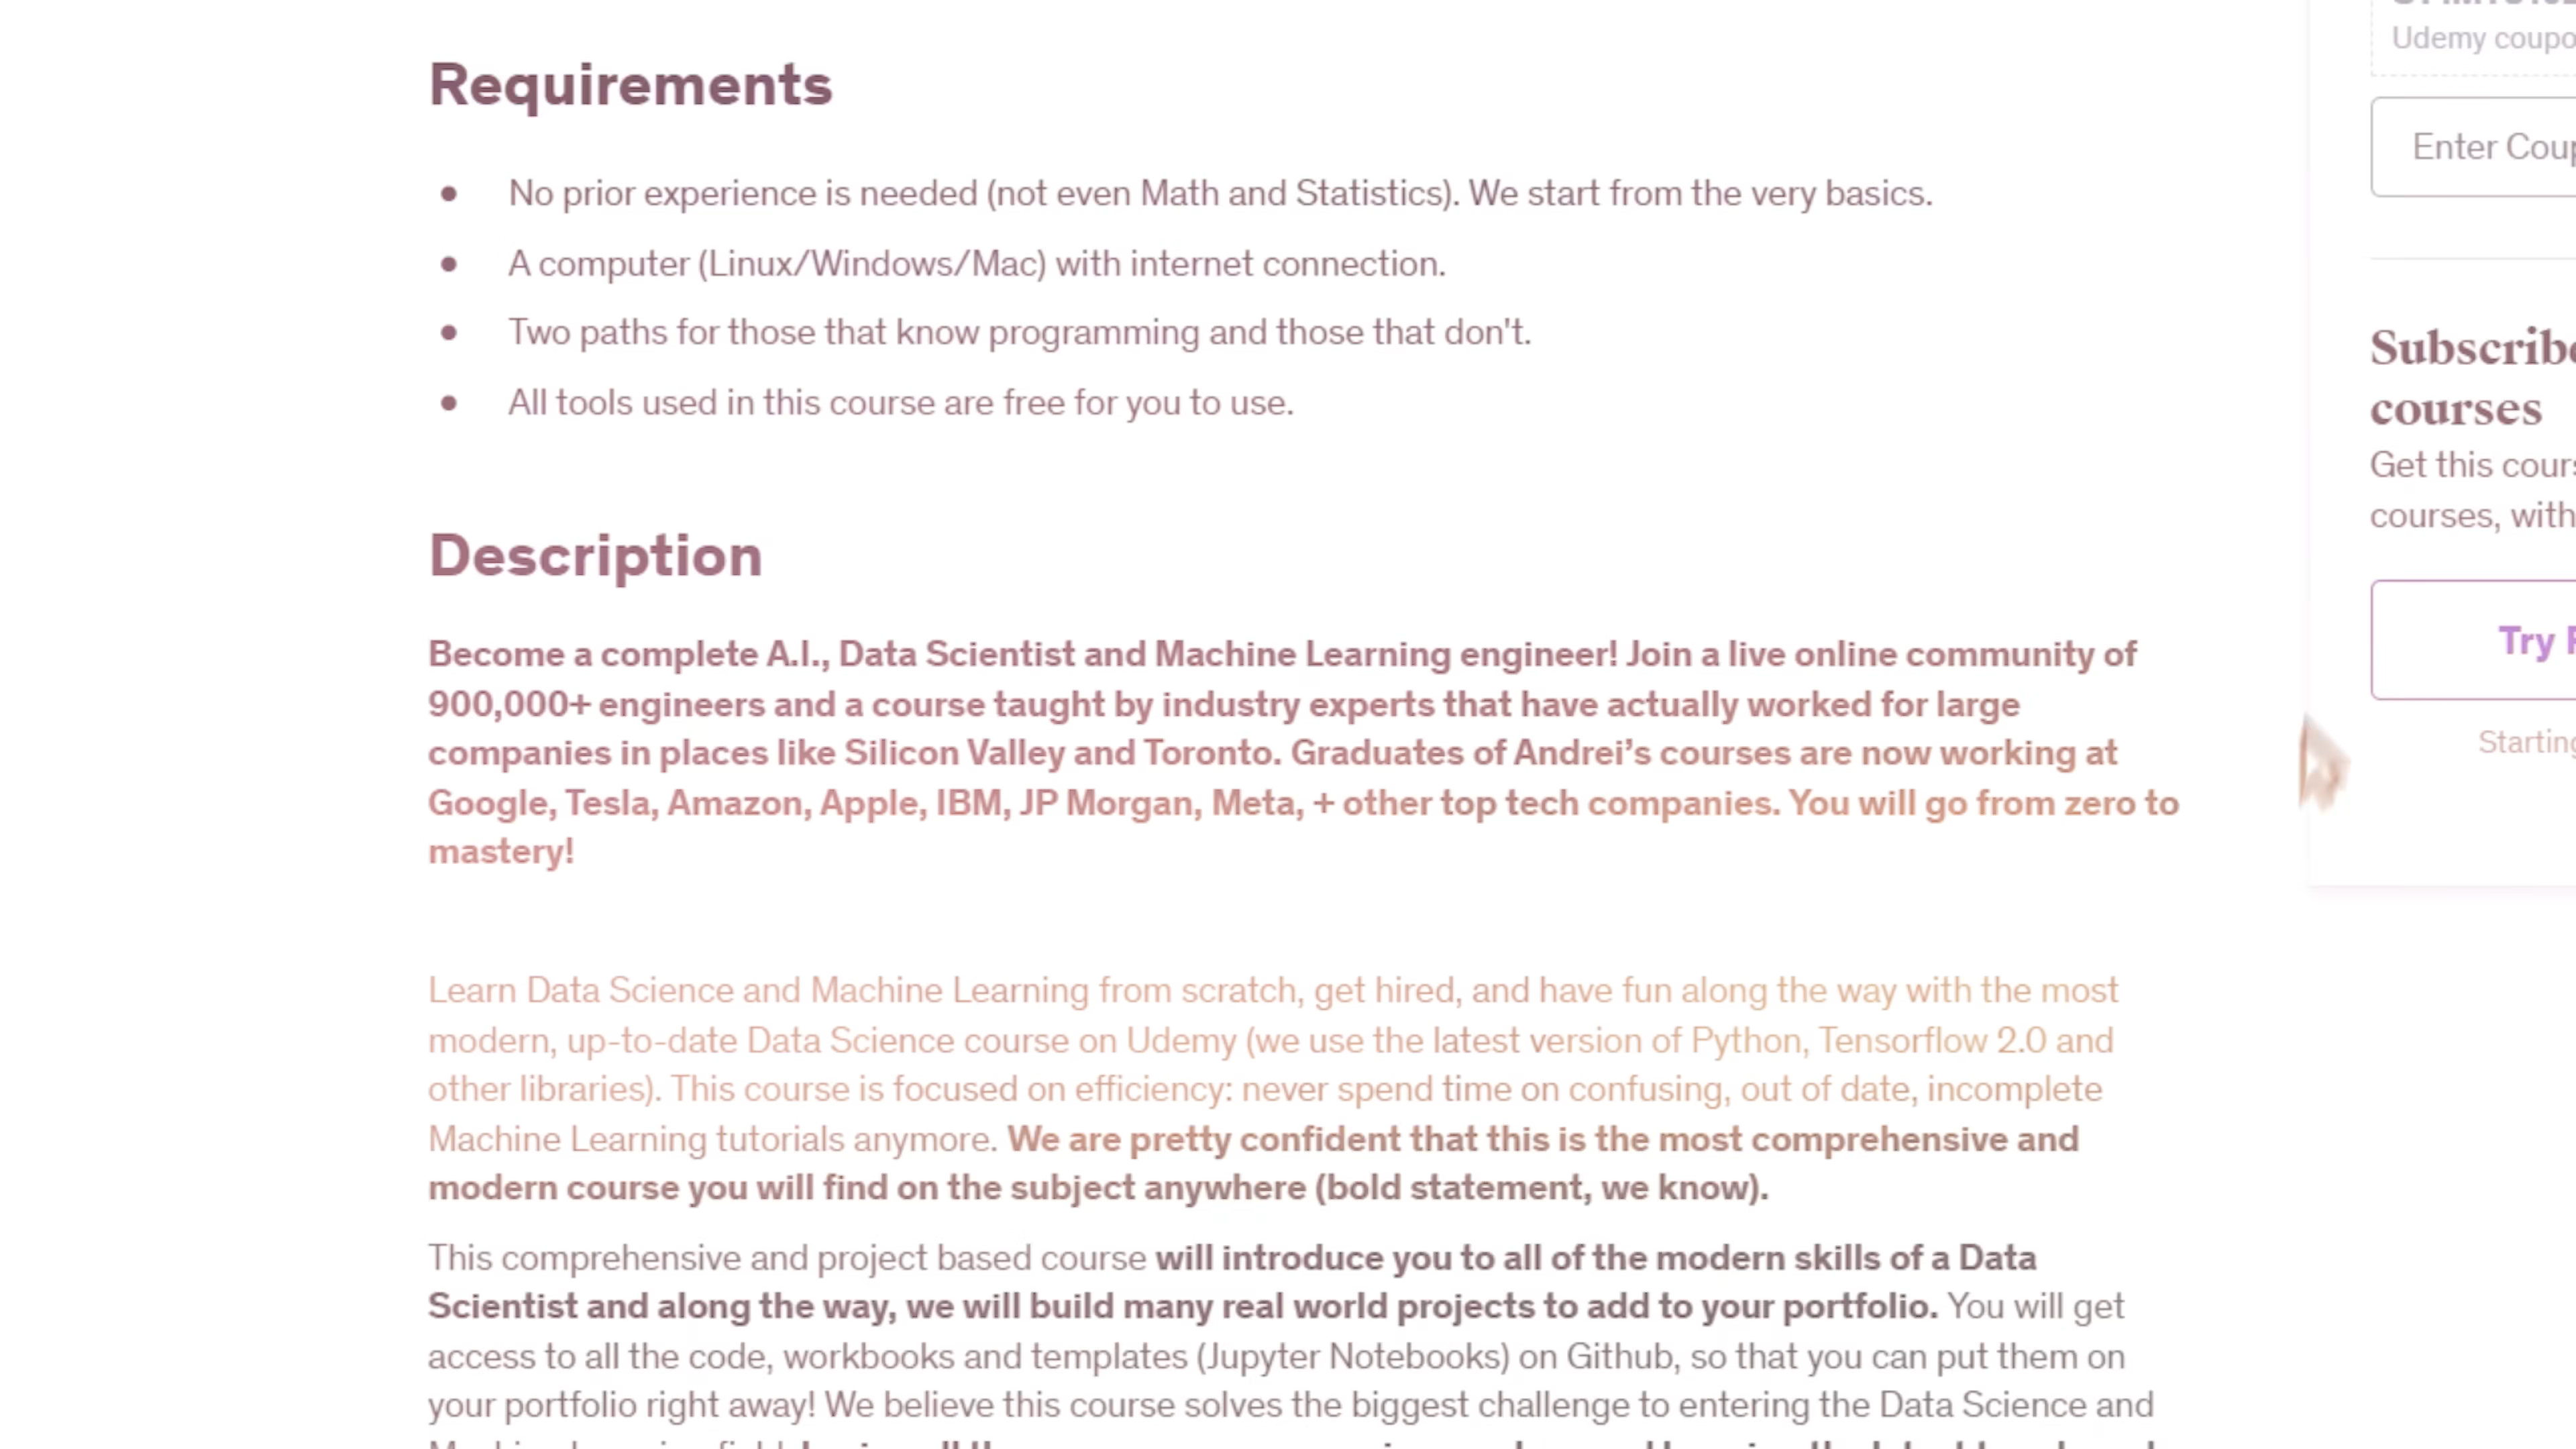 Requirements
No prior experience is needed (not even Math and Statistics). We start from the very basics.
A computer (Linux/Windows/Mac) with internet connection.
Two paths for those that know programming and those that don't.
All tools used in this course are free for you to use.
Description
Become a complete A.I., Data Scientist and Machine Learning engineer! Join a live online community of
900,000+ engineers and a course taught by industry experts that have actually worked for large
companies in places like Silicon Valley and Toronto. Graduates of Andrei’s courses are now working at
Google, Tesla, Amazon, Apple, IBM, JP Morgan, Meta, + other top tech companies. You will go from zero to
mastery!
Learn Data Science and Machine Learning from scratch, get hired, and have fun along the way with the most
modern, up-to-date Data Science course on Udemy (we use the latest version of Python, Tensorflow 2.0 and
other libraries). This course is focused on efficiency: never spend time on confusing, out of date, incomplete
Machine Learning tutorials anymore. We are pretty confident that this is the most comprehensive and
modern course you will find on the subject anywhere (bold statement, we know).
This comprehensive and project based course will introduce you to all of the modern skills of a Data
Scientist and along the way, we will build many real world projects to add to your portfolio. You will get
access to all the code, workbooks and templates (Jupyter Notebooks) on Github, so that you can put them on
your portfolio right away! We believe this course solves the biggest challenge to entering the Data Science and
Udemy
Enter
courses
Get this
courses, with
Try